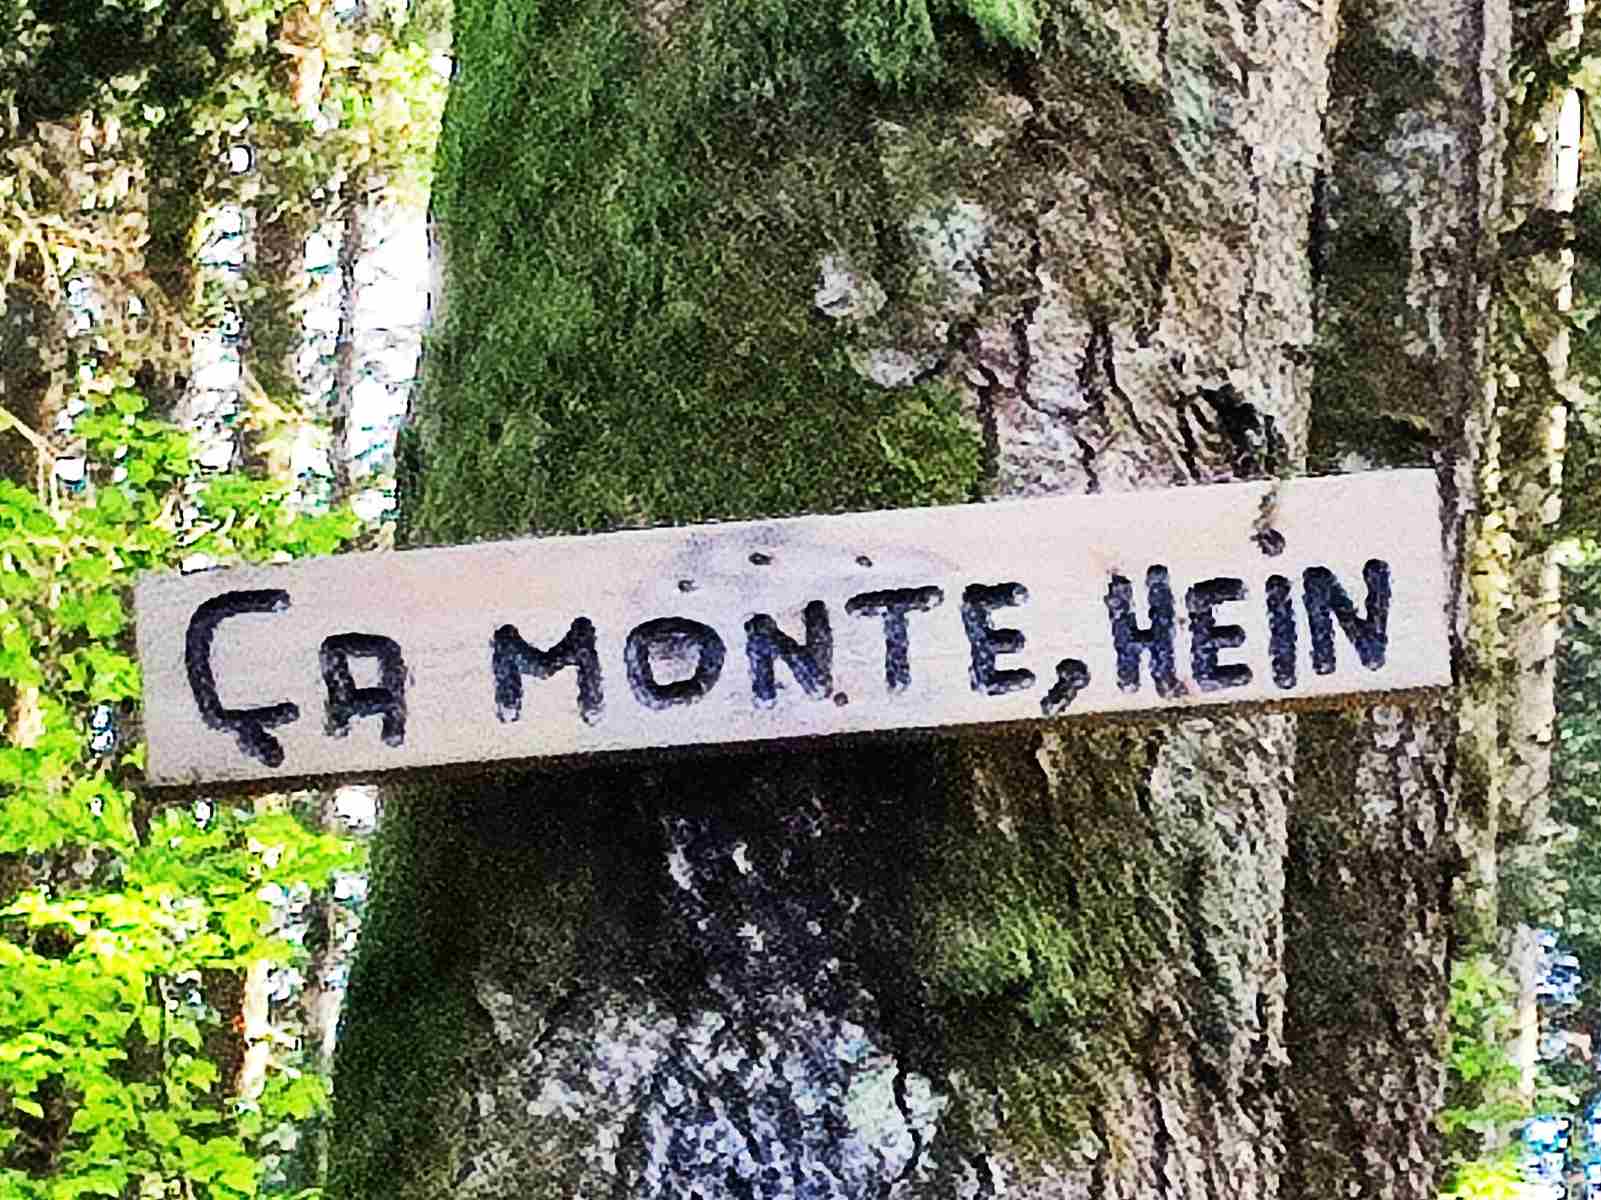 ÇA MONTE, HEIN